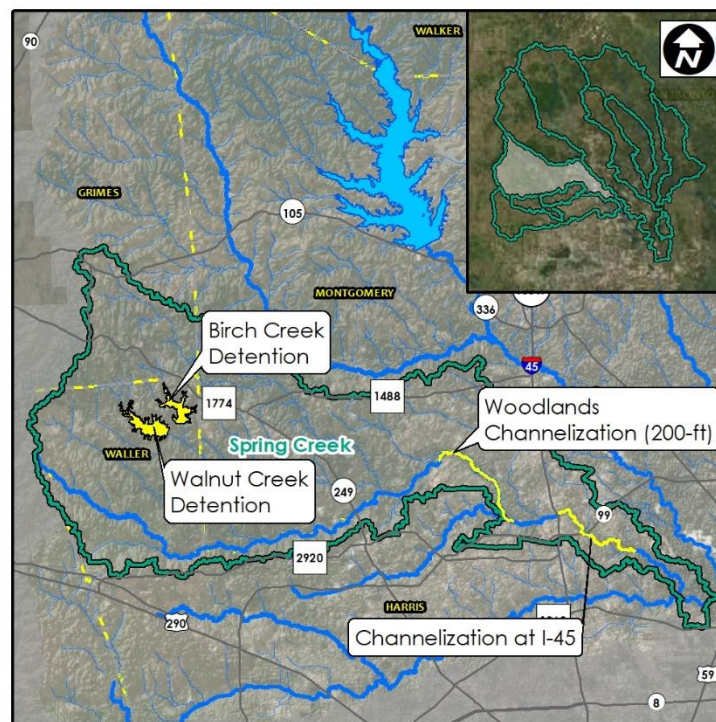 WALKER
90
N
GRIMES
105
MONTGOMERY
336
Birch Creek
Detention
45
1774
1488
Woodlands
Channelization (200-ft)
Spring Creek
WALLER
Walnut Creek
Detention
249
99
2920
HARRIS
290
Channelization at I-45
59
8